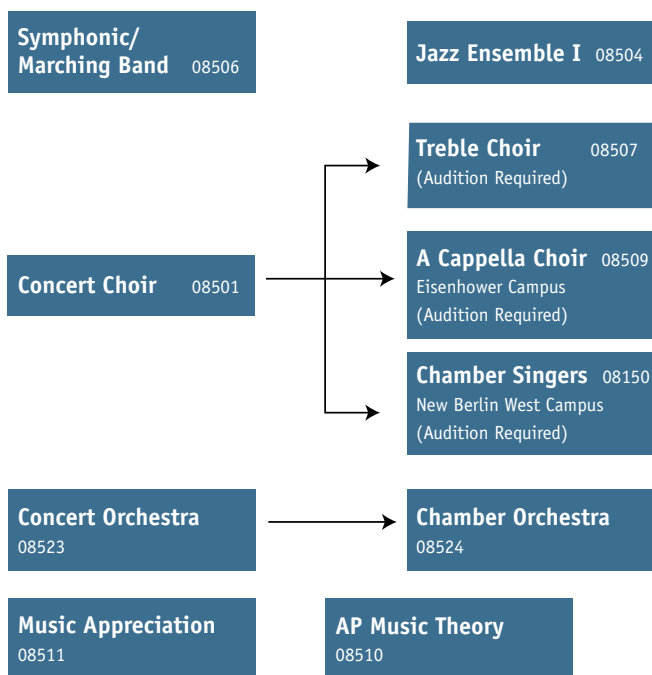 Symphonic/
Marching Band 08506
Jazz Ensemble I 08504
Treble Choir 08507
(Audition Required)
Concert Choir 08501
A Cappella Choir 08509
Eisenhower Campus
(Audition Required)
Chamber Singers 08150
New Berlin West Campus
(Audition Required)
Concert Orchestra
08523
Chamber Orchestra
08524
Music Appreciation
08511
AP Music Theory
08510